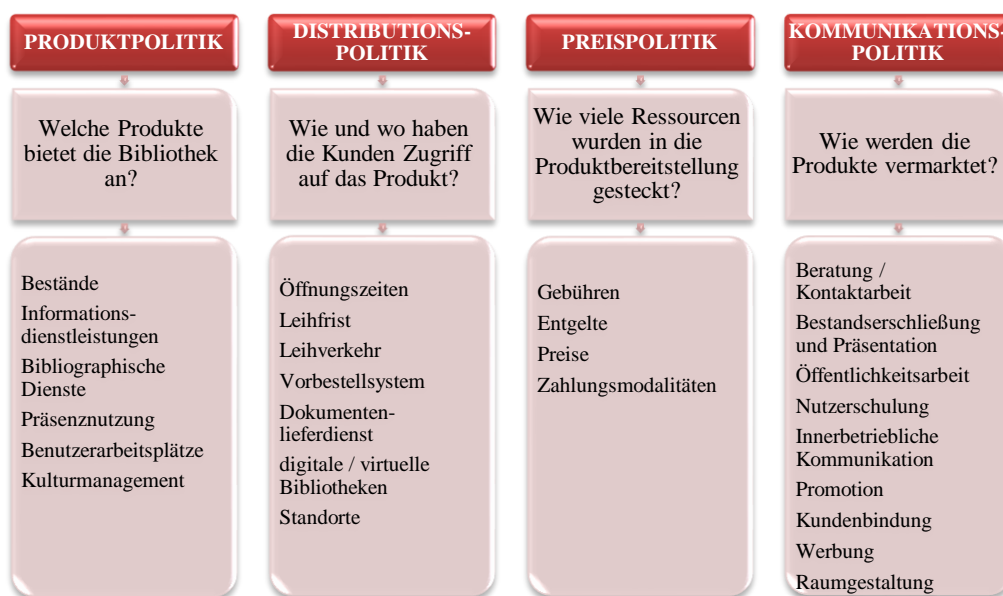 PRODUKTPOLITIK
Welche Produkte
bietet die Bibliothek
an?
Bestände
Informations-
dienstleistungen
Bibliographische
Dienste
Präsenznutzung
Benutzerarbeitsplätze
Kulturmanagement
DISTRIBUTIONS-
POLITIK
Wie und wo haben
die Kunden Zugriff
auf das Produkt?
Öffnungszeiten
Leihfrist
Leihverkehr
Vorbestellsystem
Dokumenten-
lieferdienst
digitale / virtuelle
Bibliotheken
Standorte
PREISPOLITIK
Wie viele Ressourcen
wurden in die
Produktbereitstellung
gesteckt?
Gebühren
Entgelte
Preise
Zahlungsmodalitäten
KOMMUNIKATIONS-
POLITIK
Wie werden die
Produkte vermarktet?
Beratung /
Kontaktarbeit
Bestandserschließung
und Präsentation
Öffentlichkeitsarbeit
Nutzerschulung
Innerbetriebliche
Kommunikation
Promotion
Kundenbindung
Werbung
Raumgestaltung